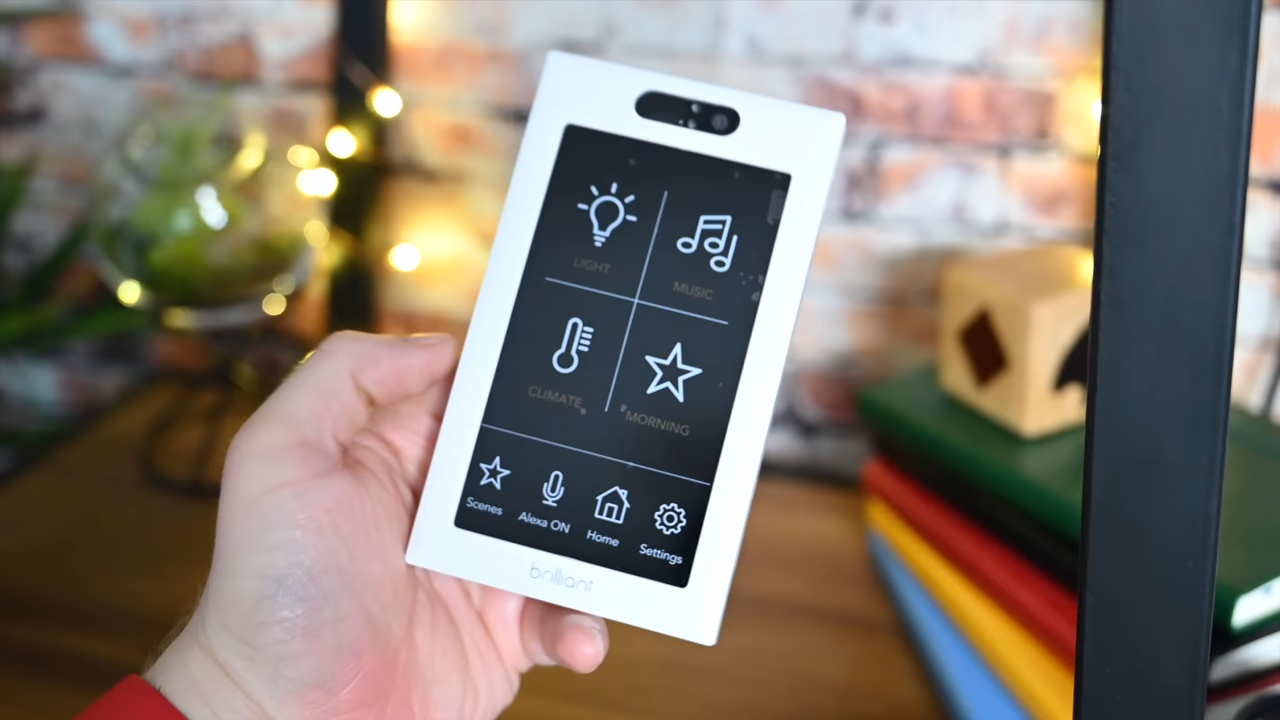 LIGHT
MUSIC
CLIMATE
MORNING
Scenes
Alexa ON
Home
Settings
brilliant